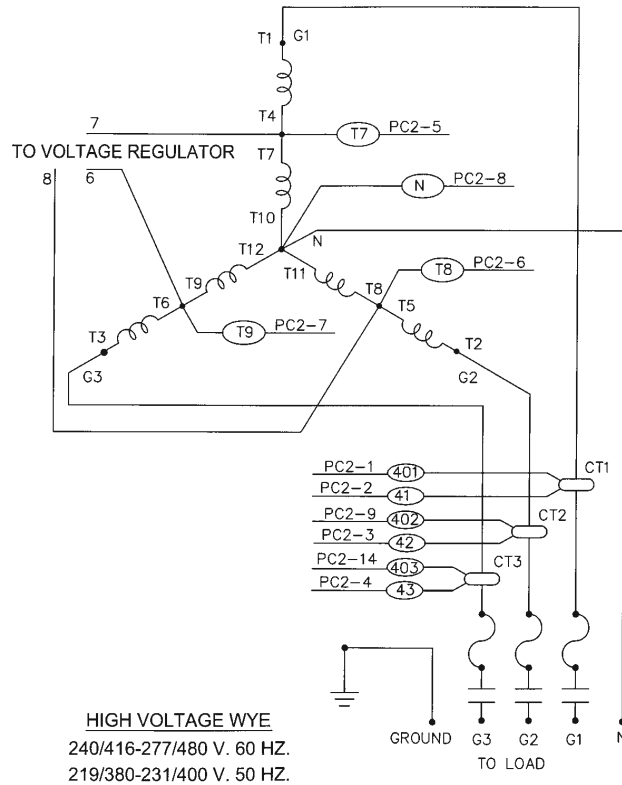 T1 G1
T4
7
T7 PC2-5
TO VOLTAGE REGULATOR
T7
8 6
N PC2-8
T10
N
T12
T11
T9
T8
T8 PC2-6
T6
T5
T9 PC2-7
T3
T2
G3
G2
PC2-1 401
CT1
PC2-2 41
PC2-9 402
CT2
PC2-3 42
PC2-14 403
CT3
PC2-4 43
HIGH VOLTAGE WYE
240/416-277/480 V. 60 HZ.
219/380-231/400 V. 50 HZ.
GROUND G3 G2 G1 N
TO LOAD